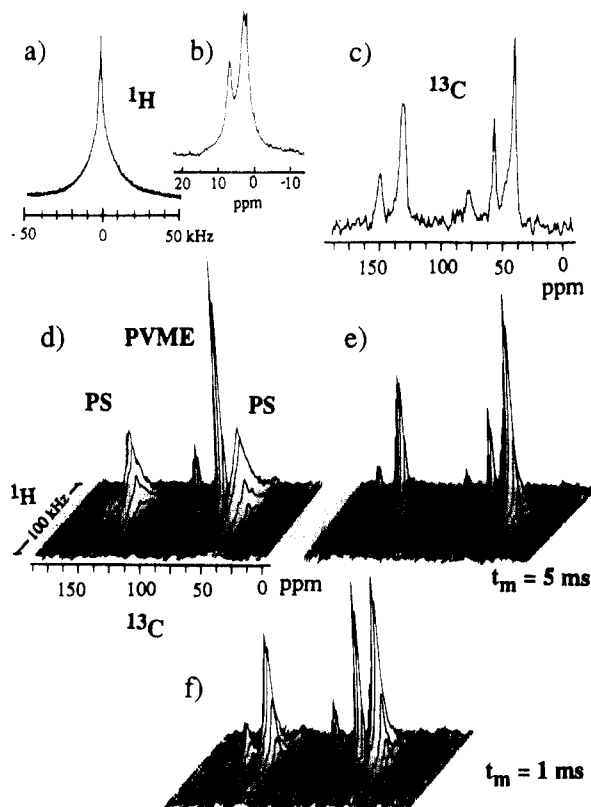 a)
¹H
-50 0 50 kHz
b)
20 10 0 -10
ppm
c)
¹³C
150 100 50 0
ppm
d)
PS
PVME
PS
¹H
100 kHz
150 100 50 0 ppm
¹³C
e)
tₘ = 5 ms
f)
tₘ = 1 ms